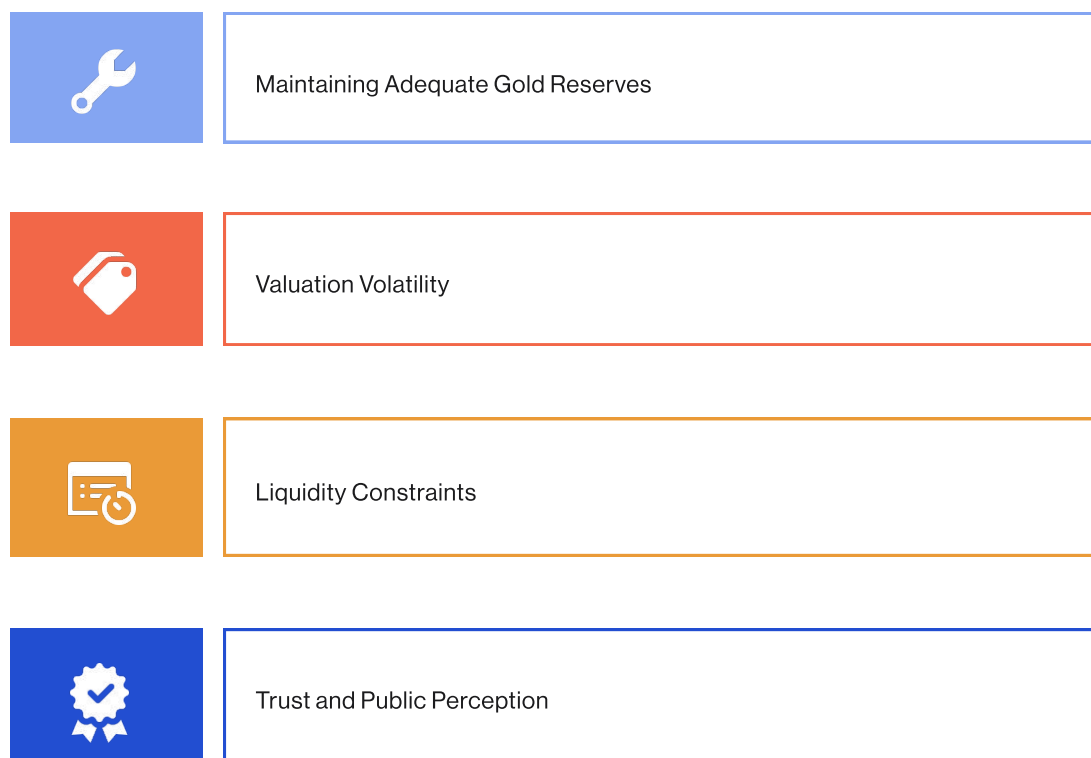 Maintaining Adequate Gold Reserves
Valuation Volatility
Liquidity Constraints
Trust and Public Perception